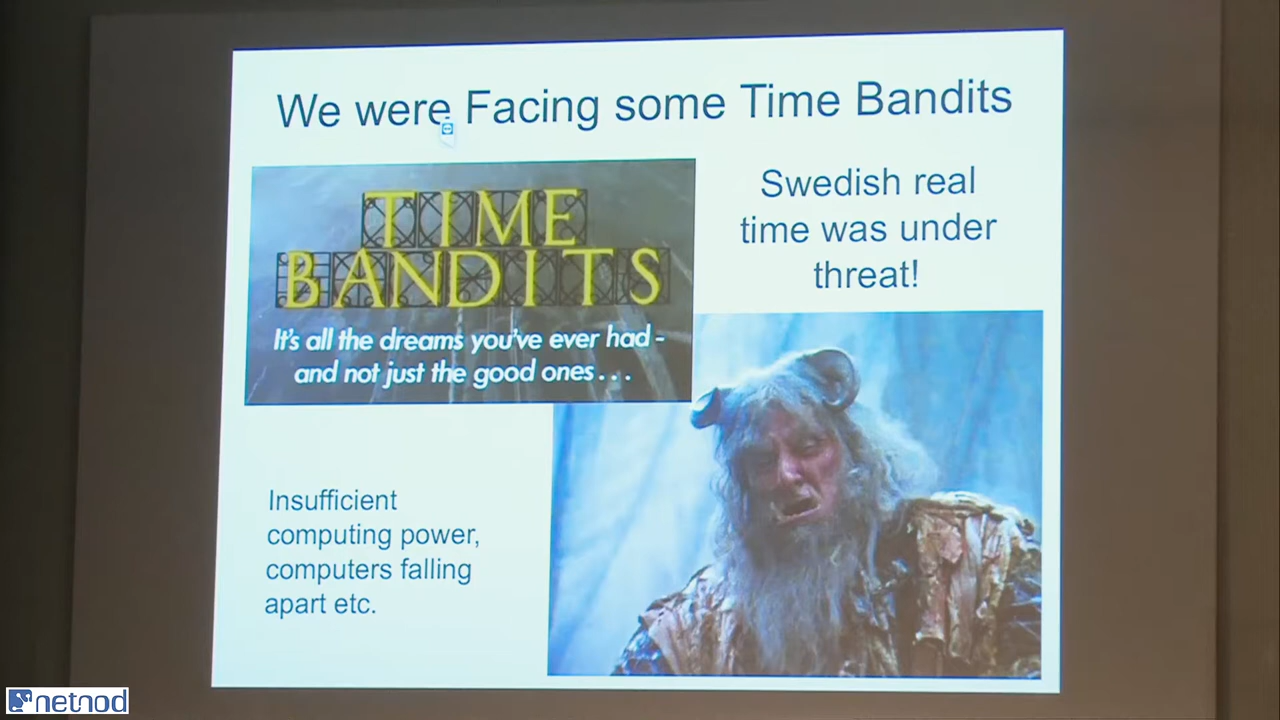 We were Facing some Time Bandits
TIME
BANDITS
It's all the dreams you've ever had -
and not just the good ones...
Swedish real
time was under
threat!
Insufficient
computing power,
computers falling
apart etc.
netnod